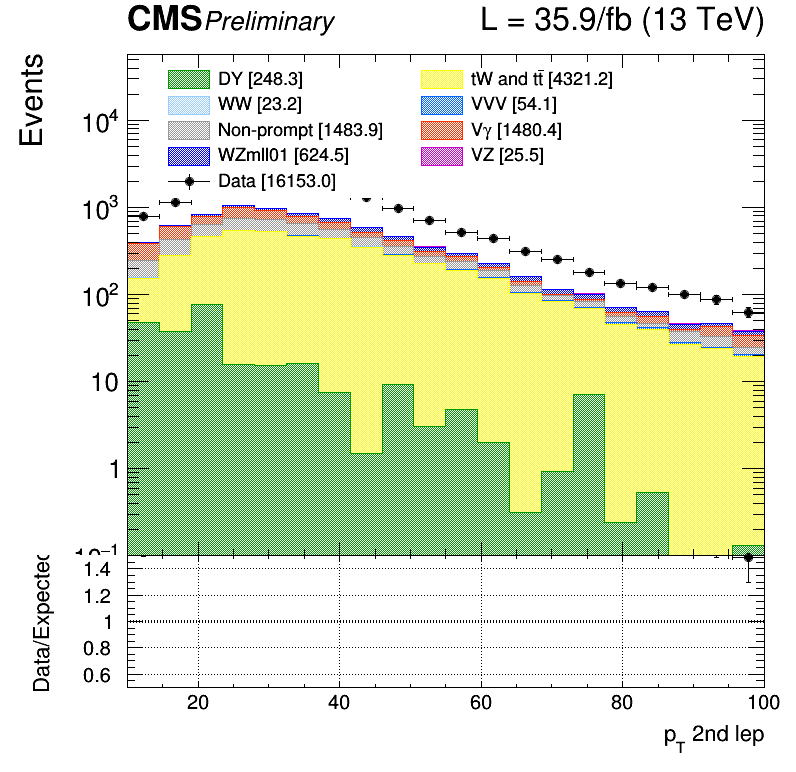 CMS Preliminary L = 35.9/fb (13 TeV)
Events
DY [248.3] tW and tt̄ [4321.2]
WW [23.2] VVV [54.1]
Non-prompt [1483.9] Vγ [1480.4]
WZmll01 [624.5] VZ [25.5]
Data [16153.0]
10⁴
10³
10²
10
1
10⁻¹
Data/Expected
1.4
1.2
1
0.8
0.6
20 40 60 80 100
p_T 2nd lep